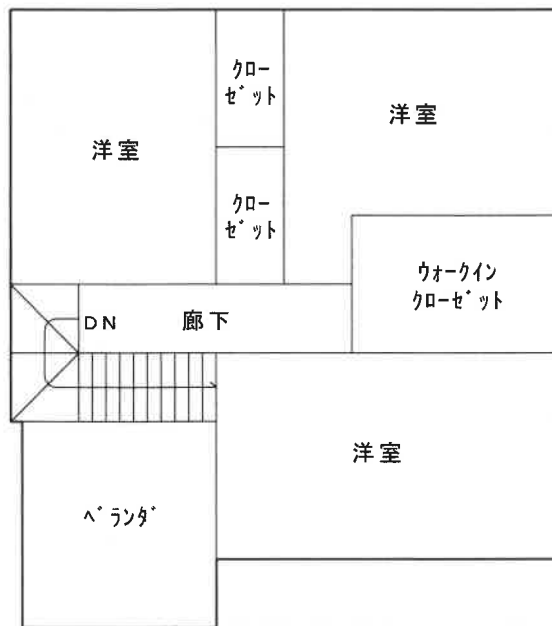 クロー
ゼット
洋室
洋室
クロー
ゼット
ウォークイン
クローゼット
DN
廊下
洋室
ベランダ